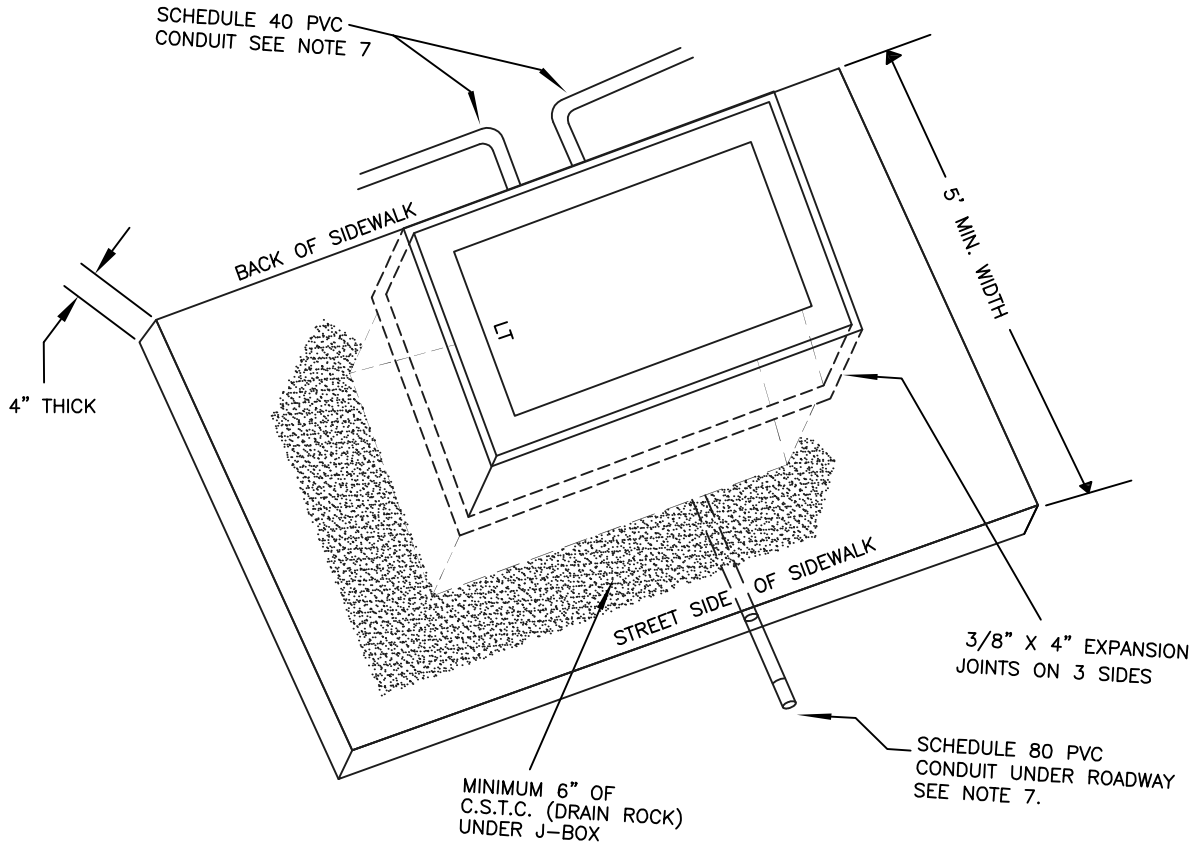 SCHEDULE 40 PVC
CONDUIT SEE NOTE 7
BACK OF SIDEWALK
5' MIN. WIDTH
4" THICK
LT
STREET SIDE OF SIDEWALK
3/8" X 4" EXPANSION
JOINTS ON 3 SIDES
SCHEDULE 80 PVC
CONDUIT UNDER ROADWAY
SEE NOTE 7.
MINIMUM 6" OF
C.S.T.C. (DRAIN ROCK)
UNDER J-BOX